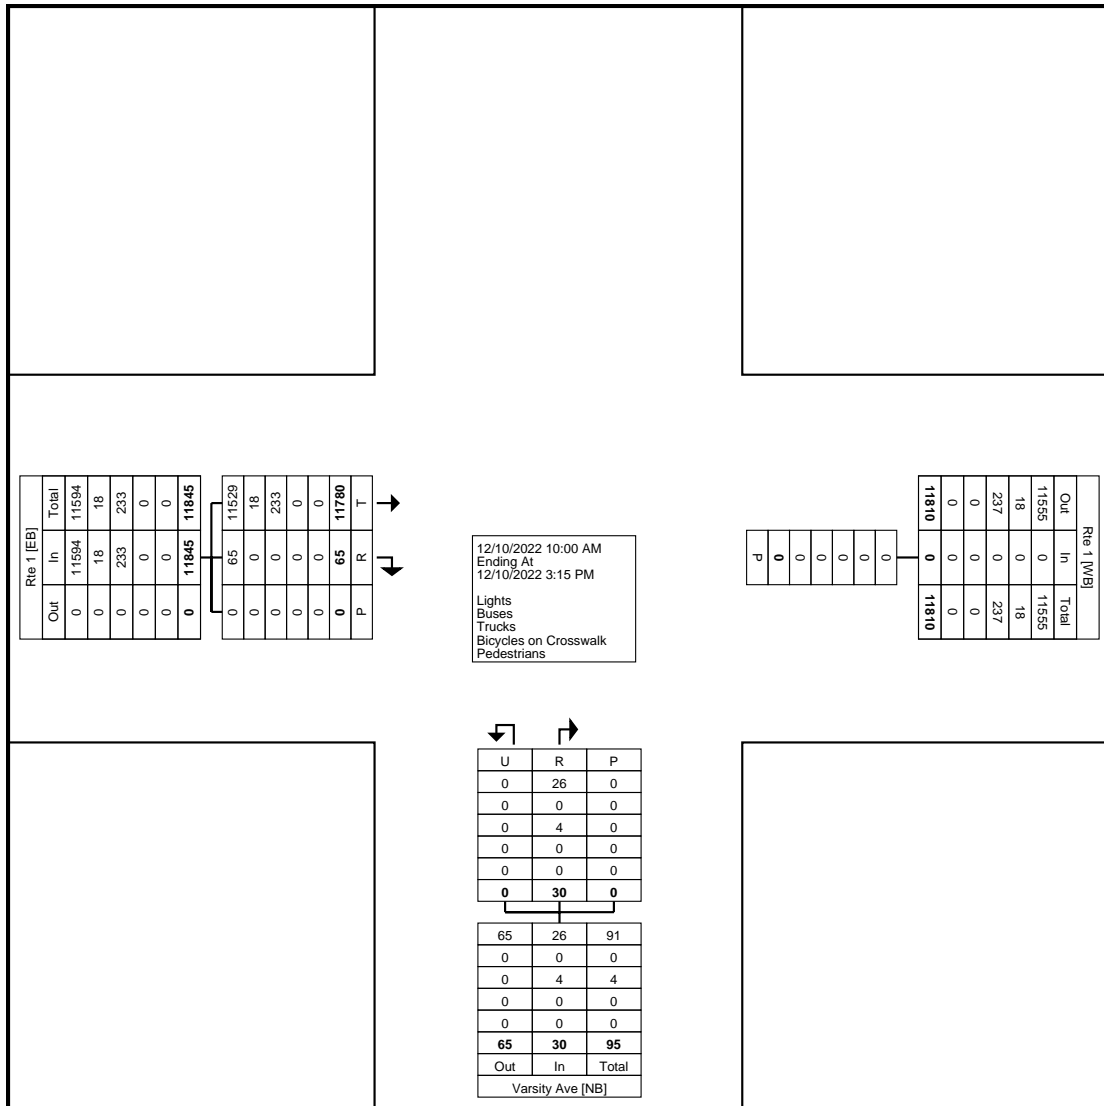 Rte 1 [EB]
Out In Total
0 11594 11594
0 18 18
0 233 233
0 0 0
0 0 0
0 11845 11845
0 65 11529
0 0 18
0 0 233
0 0 0
0 0 0
0 65 11780
P R T
12/10/2022 10:00 AM
Ending At
12/10/2022 3:15 PM
Lights
Buses
Trucks
Bicycles on Crosswalk
Pedestrians
Rte 1 [WB]
Out In Total
11555 0 11555
18 0 18
237 0 237
0 0 0
0 0 0
11810 0 11810
0
0
0
0
0
0
P
U R P
0 26 0
0 0 0
0 4 0
0 0 0
0 0 0
0 30 0
65 26 91
0 0 0
0 4 4
0 0 0
0 0 0
65 30 95
Out In Total
Varsity Ave [NB]